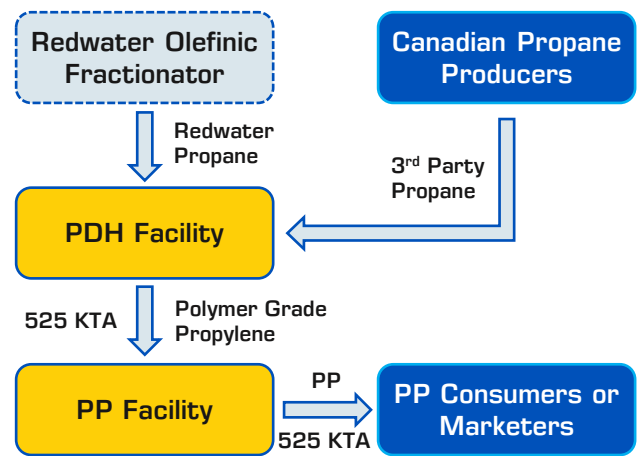 Redwater Olefinic
Fractionator
Canadian Propane
Producers
Redwater
Propane
3rd Party
Propane
PDH Facility
525 KTA
Polymer Grade
Propylene
PP Facility
PP
525 KTA
PP Consumers or
Marketers